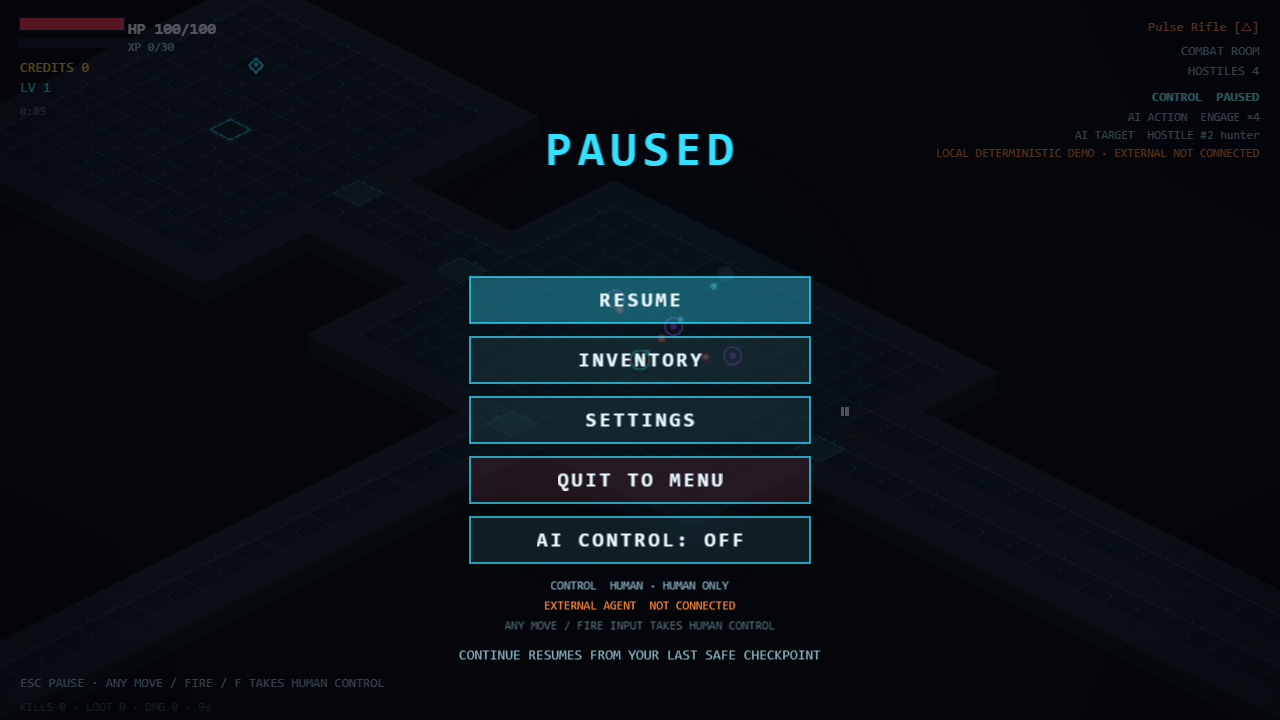 HP 100/100
XP 0/30
CREDITS 0
LV 1
0:09
Pulse Rifle [△]
COMBAT ROOM
HOSTILES 4
CONTROL PAUSED
AI ACTION ENGAGE ×4
AI TARGET HOSTILE #2 hunter
LOCAL DETERMINISTIC DEMO · EXTERNAL NOT CONNECTED
PAUSED
RESUME
INVENTORY
SETTINGS
QUIT TO MENU
AI CONTROL: OFF
CONTROL HUMAN · HUMAN ONLY
EXTERNAL AGENT NOT CONNECTED
ANY MOVE / FIRE INPUT TAKES HUMAN CONTROL
CONTINUE RESUMES FROM YOUR LAST SAFE CHECKPOINT
ESC PAUSE · ANY MOVE / FIRE / F TAKES HUMAN CONTROL
KILLS 0 · LOOT 0 · DMG 0 · 9s